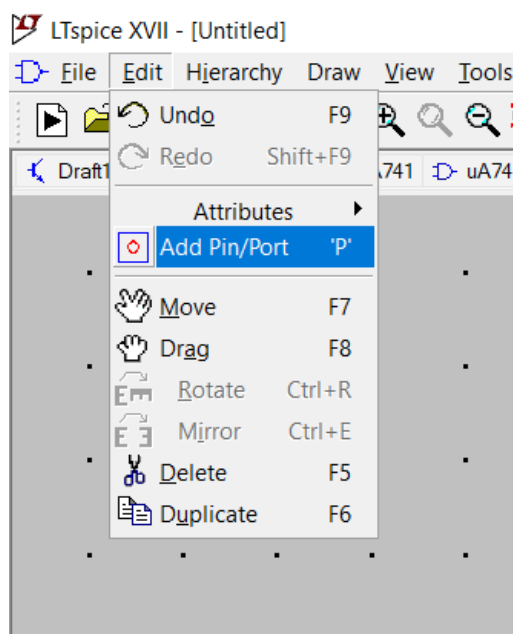 LTspice XVII - [Untitled]
File Edit Hierarchy Draw View Tools
Draft1 A741 uA74
Undo F9
Redo Shift+F9
Attributes
Add Pin/Port 'P'
Move F7
Drag F8
Rotate Ctrl+R
Mirror Ctrl+E
Delete F5
Duplicate F6